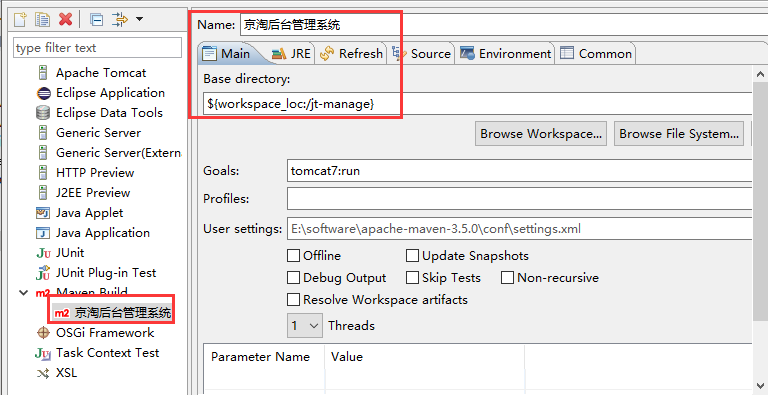 type filter text
Apache Tomcat
Eclipse Application
Eclipse Data Tools
Generic Server
Generic Server(Extern
HTTP Preview
J2EE Preview
Java Applet
Java Application
JUnit
JUnit Plug-in Test
Maven Build
m2 京淘后台管理系统
OSGi Framework
Task Context Test
XSL
Name: 京淘后台管理系统
Main JRE Refresh Source Environment Common
Base directory:
${workspace_loc:/jt-manage}
Browse Workspace... Browse File System...
Goals: tomcat7:run
Profiles:
User settings: E:\software\apache-maven-3.5.0\conf\settings.xml
Offline Update Snapshots
Debug Output Skip Tests Non-recursive
Resolve Workspace artifacts
1 Threads
Parameter Name Value